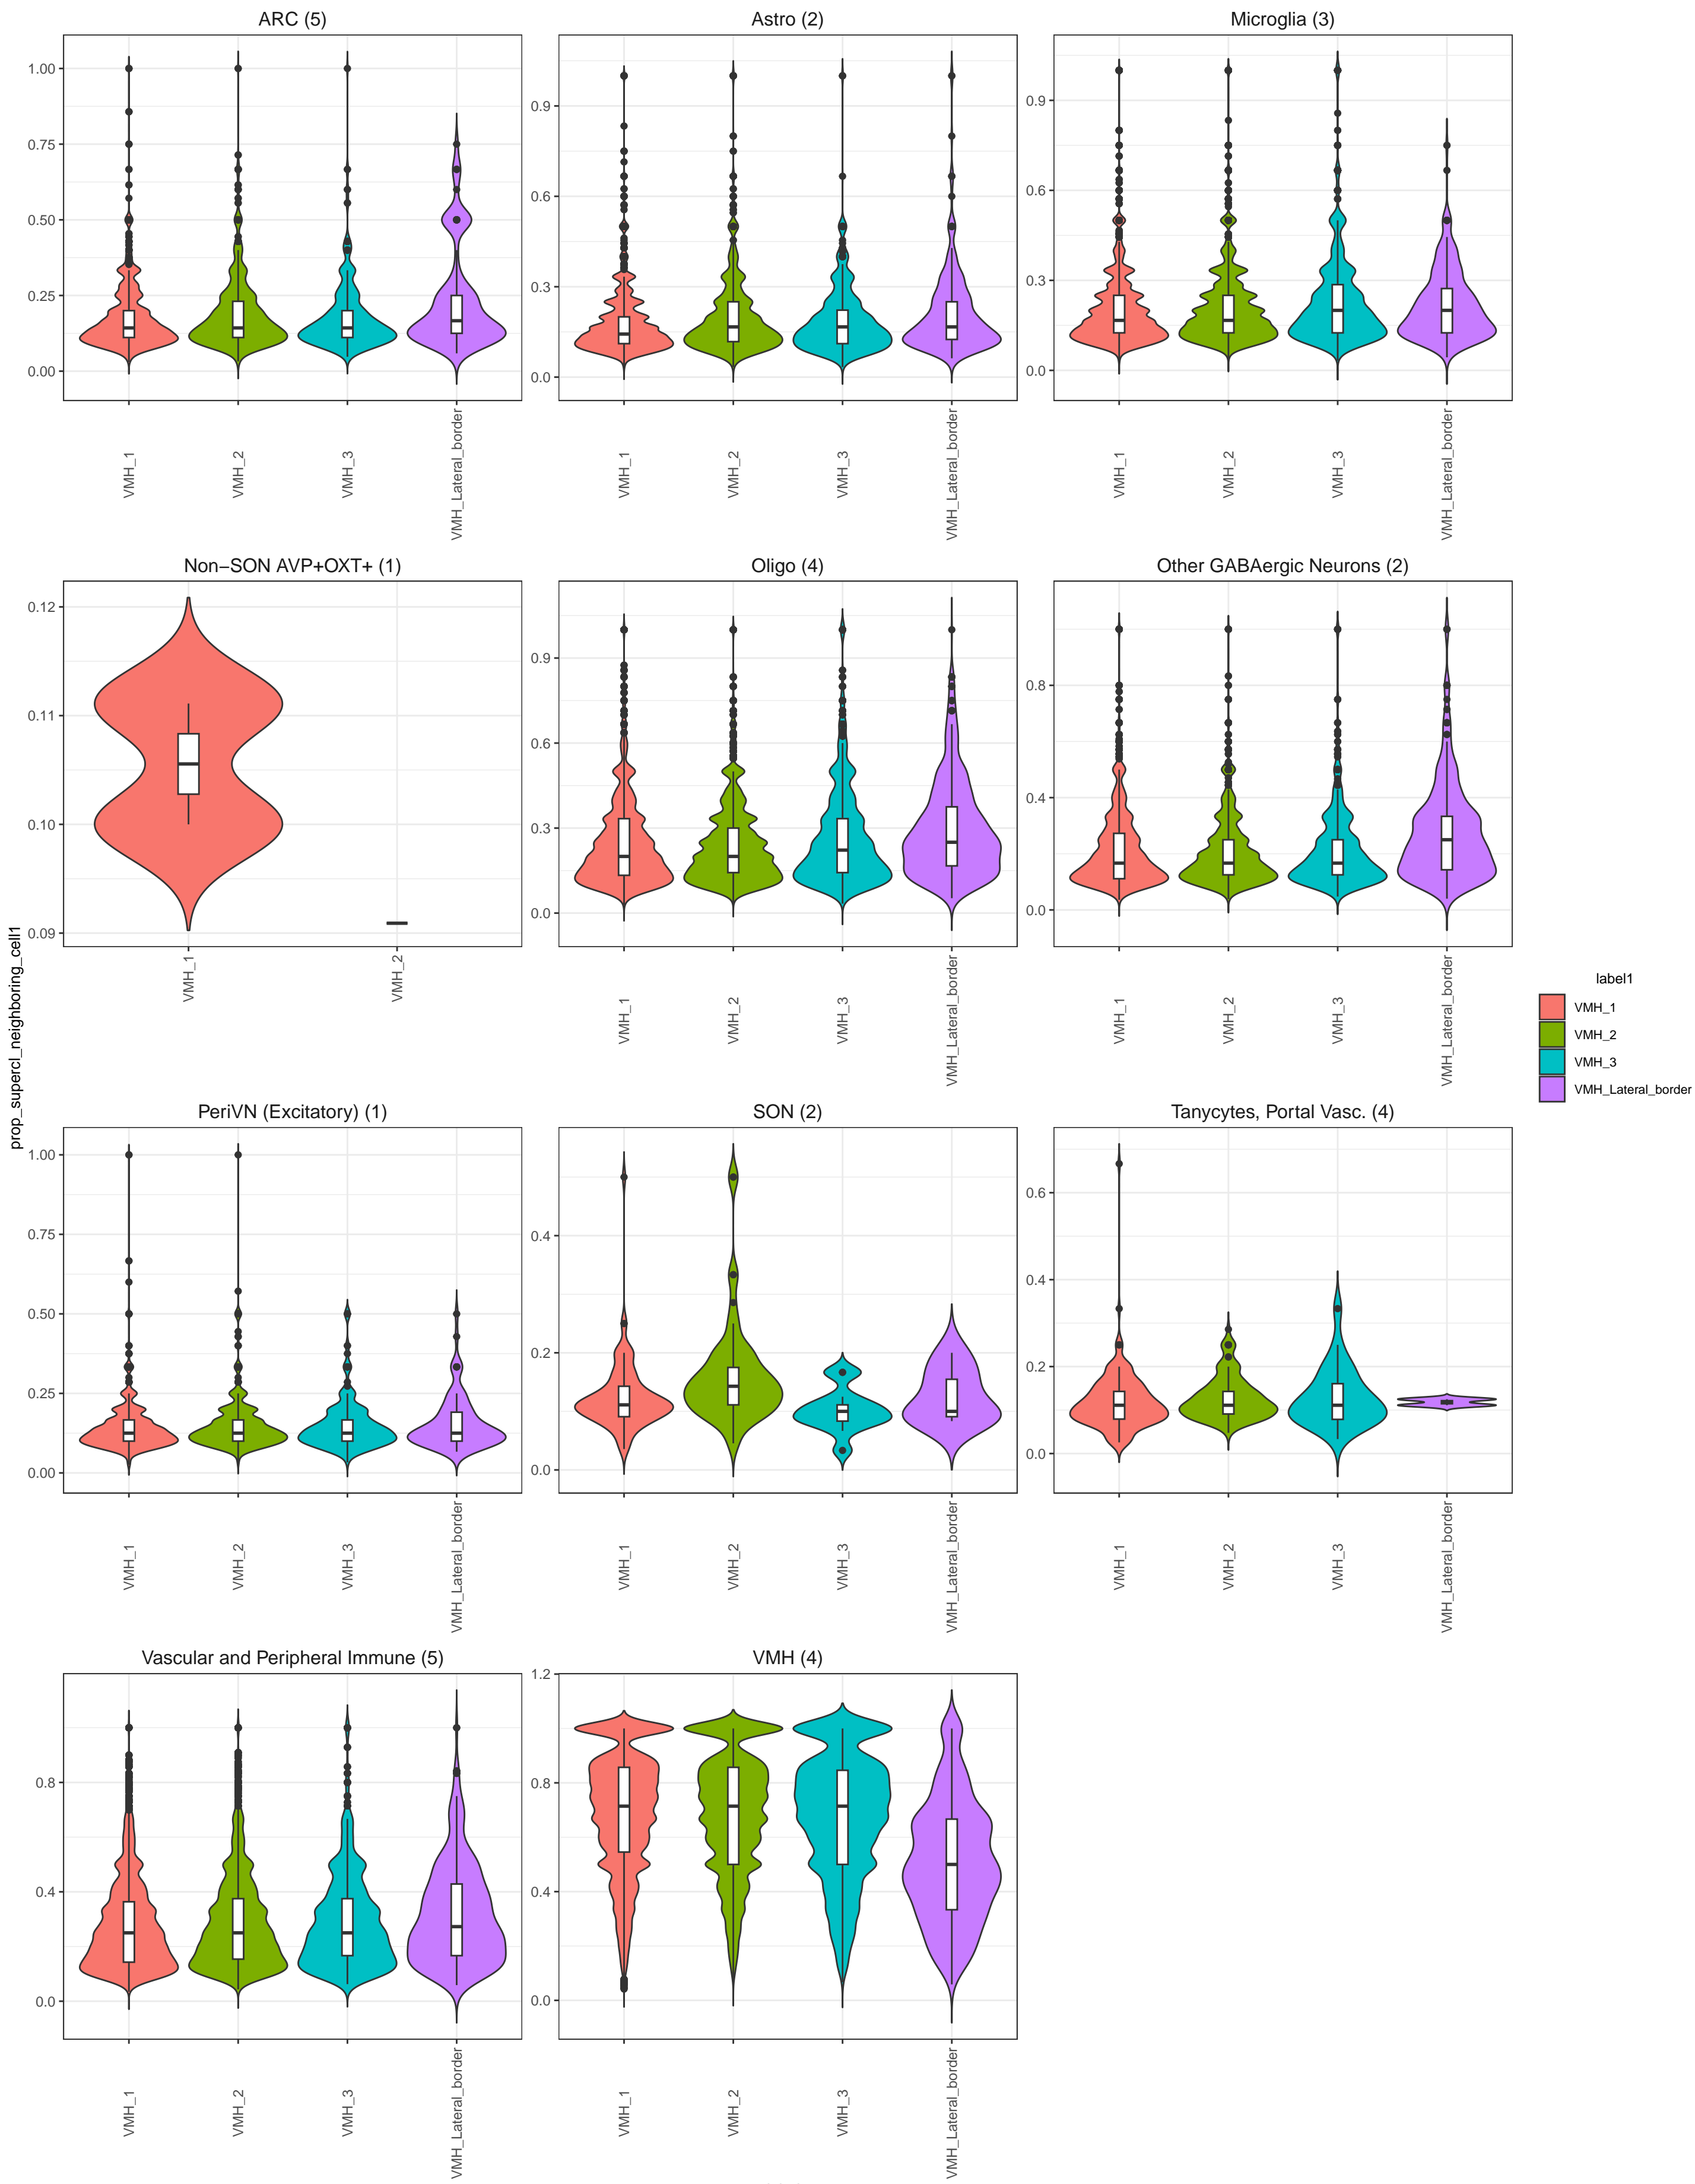 ARC (5)
Astro (2)
Microglia (3)
1.00
0.75
0.50
0.25
0.00
0.9
0.6
0.3
0.0
0.9
0.6
0.3
0.0
VMH_1
VMH_2
VMH_3
VMH_Lateral_border
VMH_1
VMH_2
VMH_3
VMH_Lateral_border
VMH_1
VMH_2
VMH_3
VMH_Lateral_border
Non−SON AVP+OXT+ (1)
Oligo (4)
Other GABAergic Neurons (2)
0.12
0.11
0.10
0.09
0.9
0.6
0.3
0.0
0.8
0.4
0.0
VMH_1
VMH_2
VMH_1
VMH_2
VMH_3
VMH_Lateral_border
VMH_1
VMH_2
VMH_3
VMH_Lateral_border
prop_supercl_neighboring_cell1
label1
VMH_1
VMH_2
VMH_3
VMH_Lateral_border
PeriVN (Excitatory) (1)
SON (2)
Tanycytes, Portal Vasc. (4)
1.00
0.75
0.50
0.25
0.00
0.4
0.2
0.0
0.6
0.4
0.2
0.0
VMH_1
VMH_2
VMH_3
VMH_Lateral_border
VMH_1
VMH_2
VMH_3
VMH_Lateral_border
VMH_1
VMH_2
VMH_3
VMH_Lateral_border
Vascular and Peripheral Immune (5)
VMH (4)
0.8
0.4
0.0
1.2
0.8
0.4
0.0
VMH_1
VMH_2
VMH_3
VMH_Lateral_border
VMH_1
VMH_2
VMH_3
VMH_Lateral_border